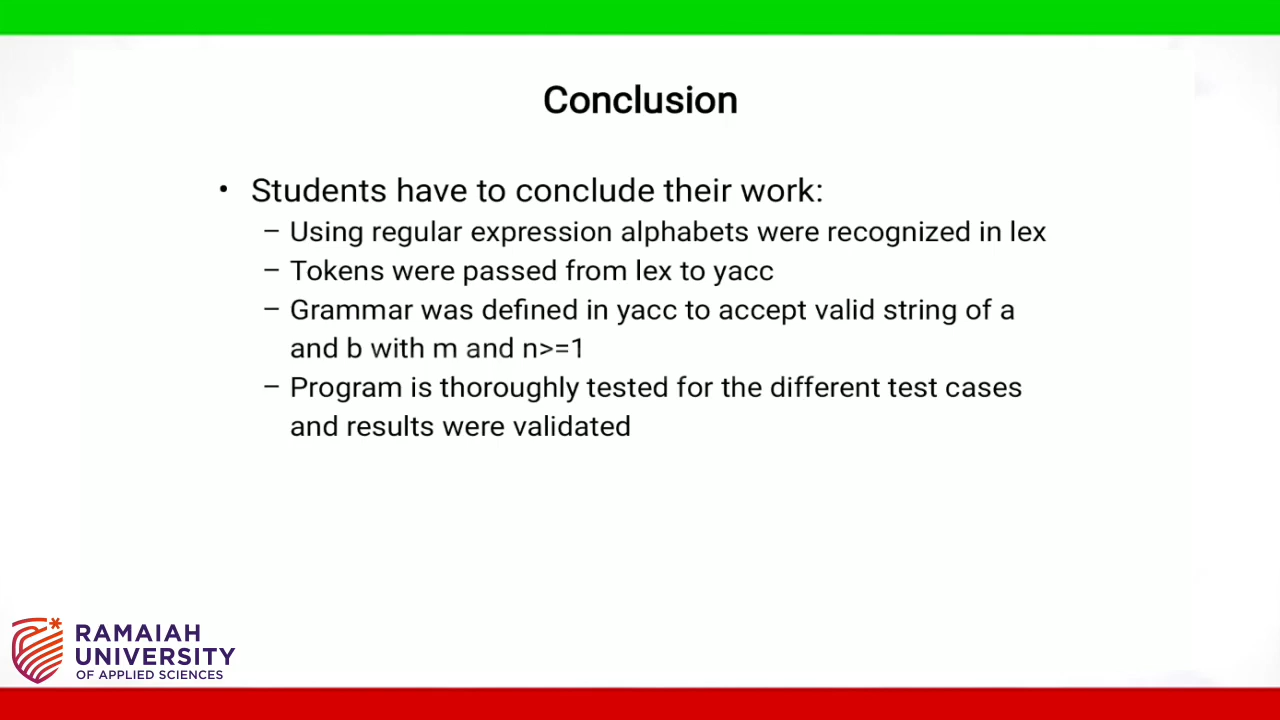 Conclusion
• Students have to conclude their work:
– Using regular expression alphabets were recognized in lex
– Tokens were passed from lex to yacc
– Grammar was defined in yacc to accept valid string of a
and b with m and n>=1
– Program is thoroughly tested for the different test cases
and results were validated
RAMAIAH
UNIVERSITY
OF APPLIED SCIENCES